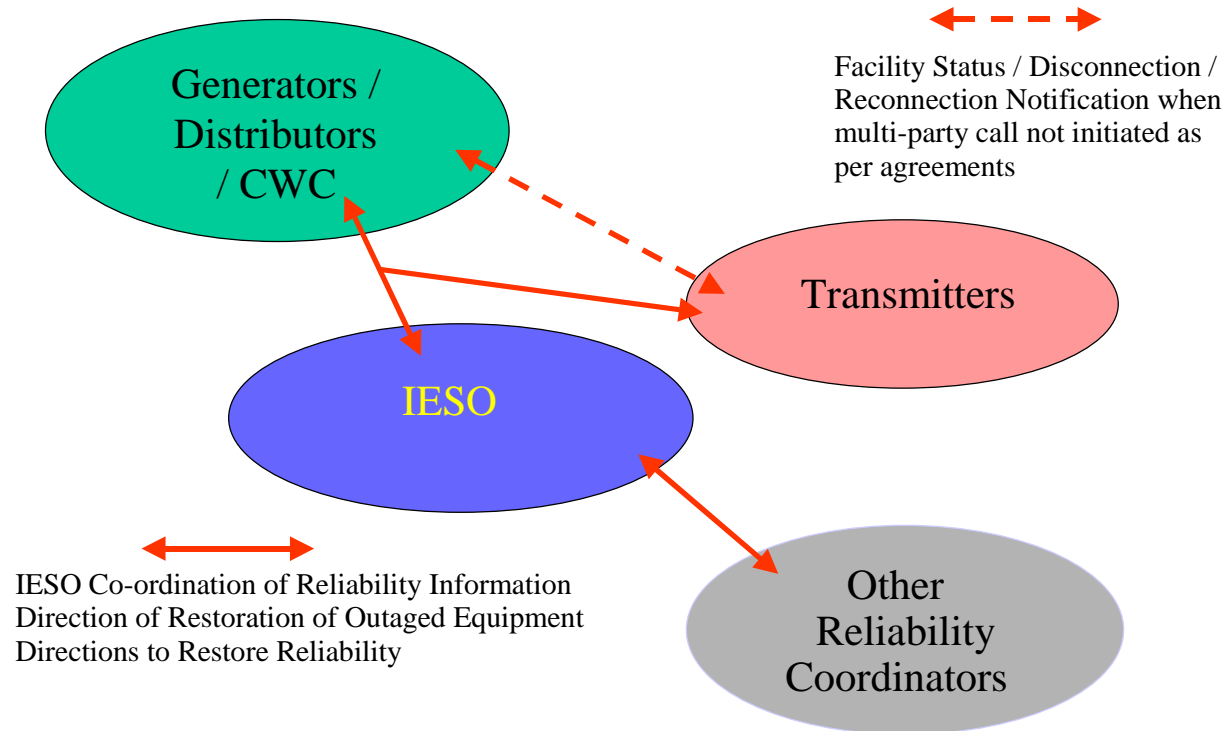 Generators /
Distributors
/ CWC
Facility Status / Disconnection /
Reconnection Notification when
multi-party call not initiated as
per agreements
Transmitters
IESO
IESO Co-ordination of Reliability Information
Direction of Restoration of Outaged Equipment
Directions to Restore Reliability
Other
Reliability
Coordinators